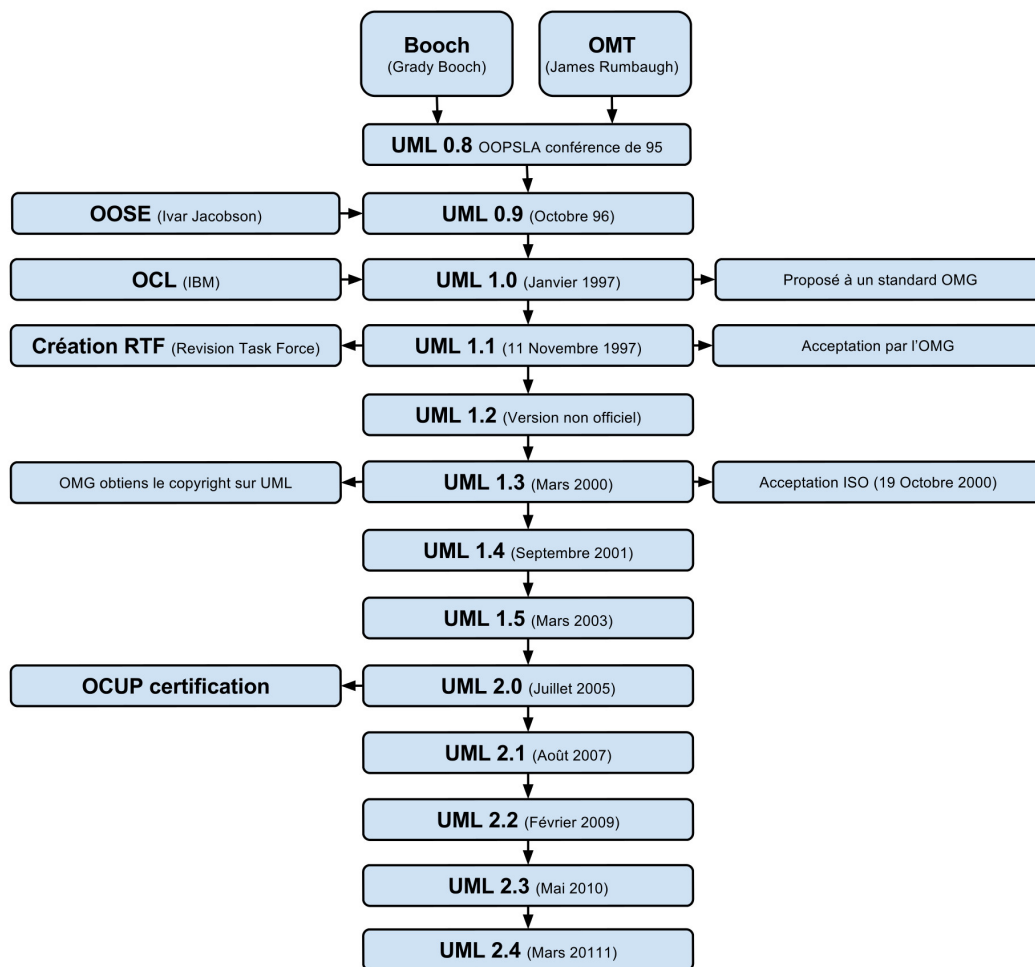 Booch
(Grady Booch)
OMT
(James Rumbaugh)
UML 0.8 OOPSLA conférence de 95
OOSE (Ivar Jacobson)
UML 0.9 (Octobre 96)
OCL (IBM)
UML 1.0 (Janvier 1997)
Proposé à un standard OMG
Création RTF (Revision Task Force)
UML 1.1 (11 Novembre 1997)
Acceptation par l'OMG
UML 1.2 (Version non officiel)
OMG obtiens le copyright sur UML
UML 1.3 (Mars 2000)
Acceptation ISO (19 Octobre 2000)
UML 1.4 (Septembre 2001)
UML 1.5 (Mars 2003)
OCUP certification
UML 2.0 (Juillet 2005)
UML 2.1 (Août 2007)
UML 2.2 (Février 2009)
UML 2.3 (Mai 2010)
UML 2.4 (Mars 20111)